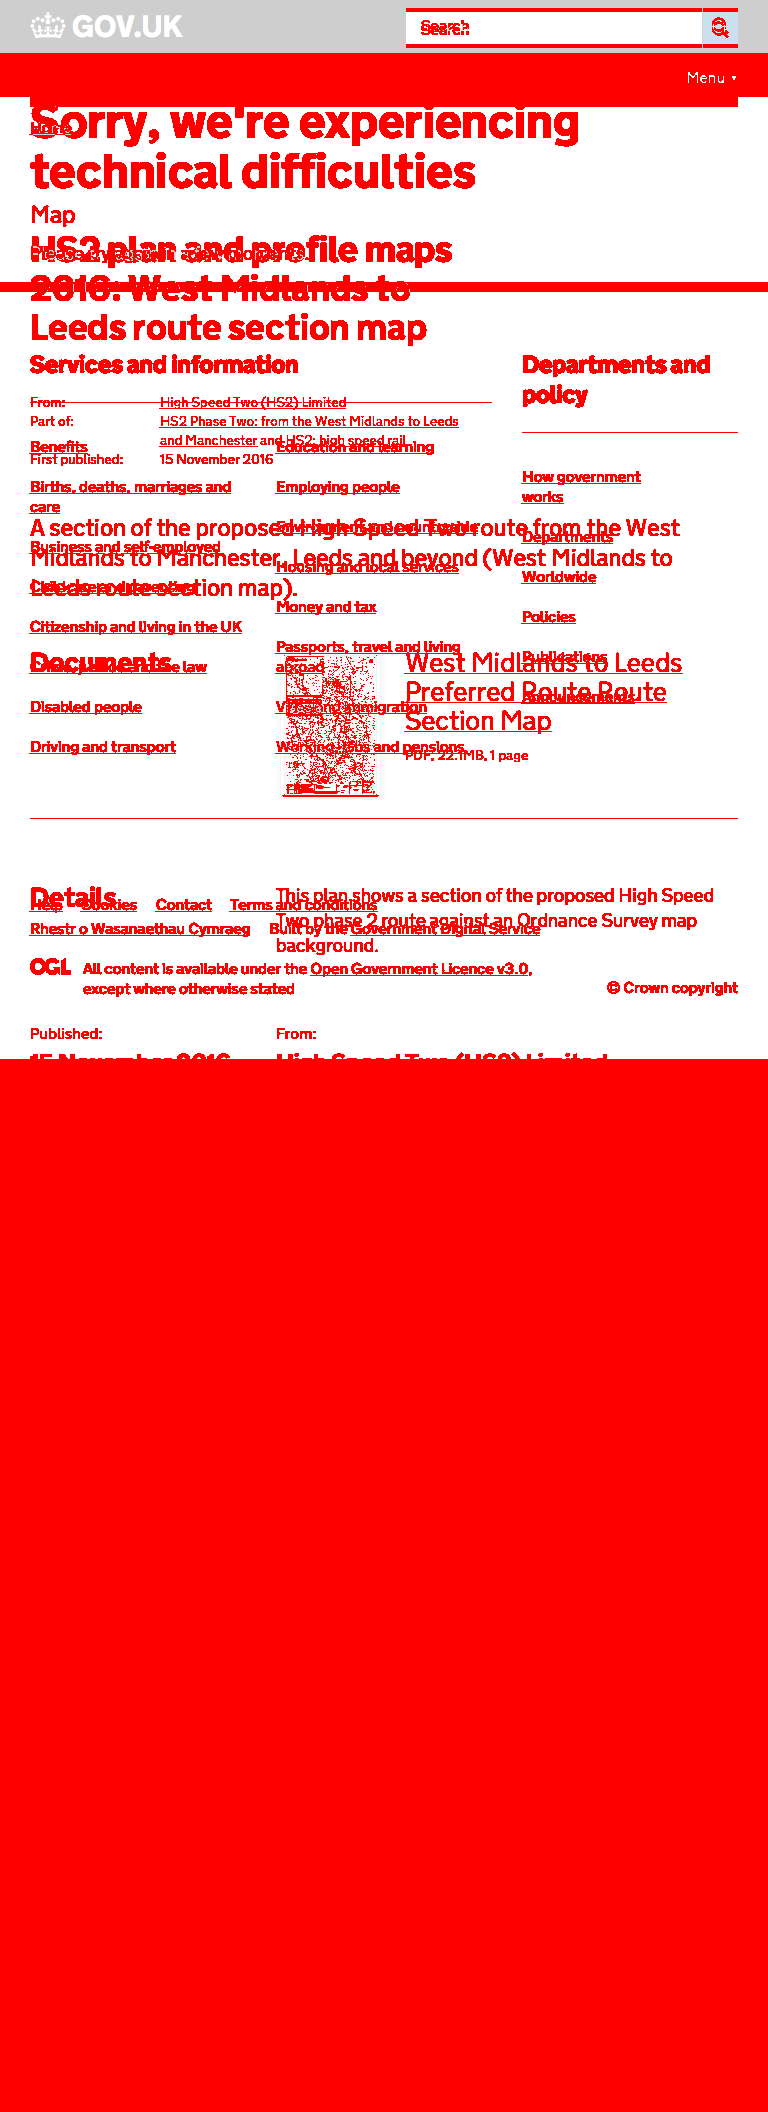 GOV.UK
Search
Menu
Sorry, we're experiencing
Home
technical difficulties
Map
HS2 plan and profile maps
Please try again in a few moments.
2016: West Midlands to
Leeds route section map
Services and information
Departments and
policy
From: High Speed Two (HS2) Limited
Part of: HS2 Phase Two: from the West Midlands to Leeds
and Manchester and HS2: high speed rail
Benefits
Education and learning
First published: 15 November 2016
How government
works
Births, deaths, marriages and
care
Employing people
A section of the proposed High Speed Two route from the West
Departments
Business and self-employed
Midlands to Manchester, Leeds and beyond (West Midlands to
Housing and local services
Worldwide
Leeds route section map).
Money and tax
Policies
Citizenship and living in the UK
Passports, travel and living
abroad
Publications
Documents
West Midlands to Leeds
Preferred Route Route
Section Map
Announcements
Disabled people
Visas and immigration
Driving and transport
Working, jobs and pensions
PDF, 22.1MB, 1 page
Details
This plan shows a section of the proposed High Speed
Two phase 2 route against an Ordnance Survey map
background.
Help Cookies Contact Terms and conditions
Rhestr o Wasanaethau Cymraeg Built by the Government Digital Service
OGL All content is available under the Open Government Licence v3.0,
except where otherwise stated
© Crown copyright
Published: From:
15 November 2016 High Speed Two (HS2) Limited